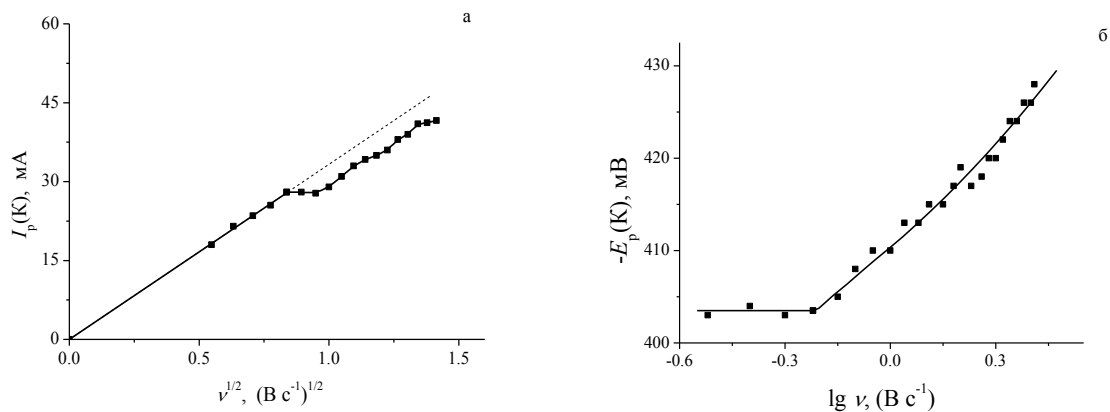 а
60
45
30
15
0
I_p(К), мА
0.0 0.5 1.0 1.5
ν^1/2, (В с^-1)^1/2
б
430
420
410
400
-E_p(К), мВ
-0.6 -0.3 0.0 0.3
lg ν, (В с^-1)